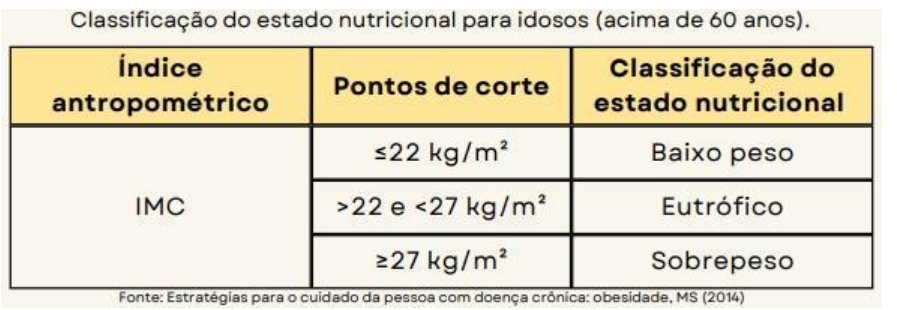 Classificação do estado nutricional para idosos (acima de 60 anos).
Índice antropométrico
Pontos de corte
Classificação do estado nutricional
IMC
≤22 kg/m²
Baixo peso
>22 e <27 kg/m²
Eutrófico
≥27 kg/m²
Sobrepeso
Fonte: Estratégias para o cuidado da pessoa com doença crônica: obesidade, MS (2014)